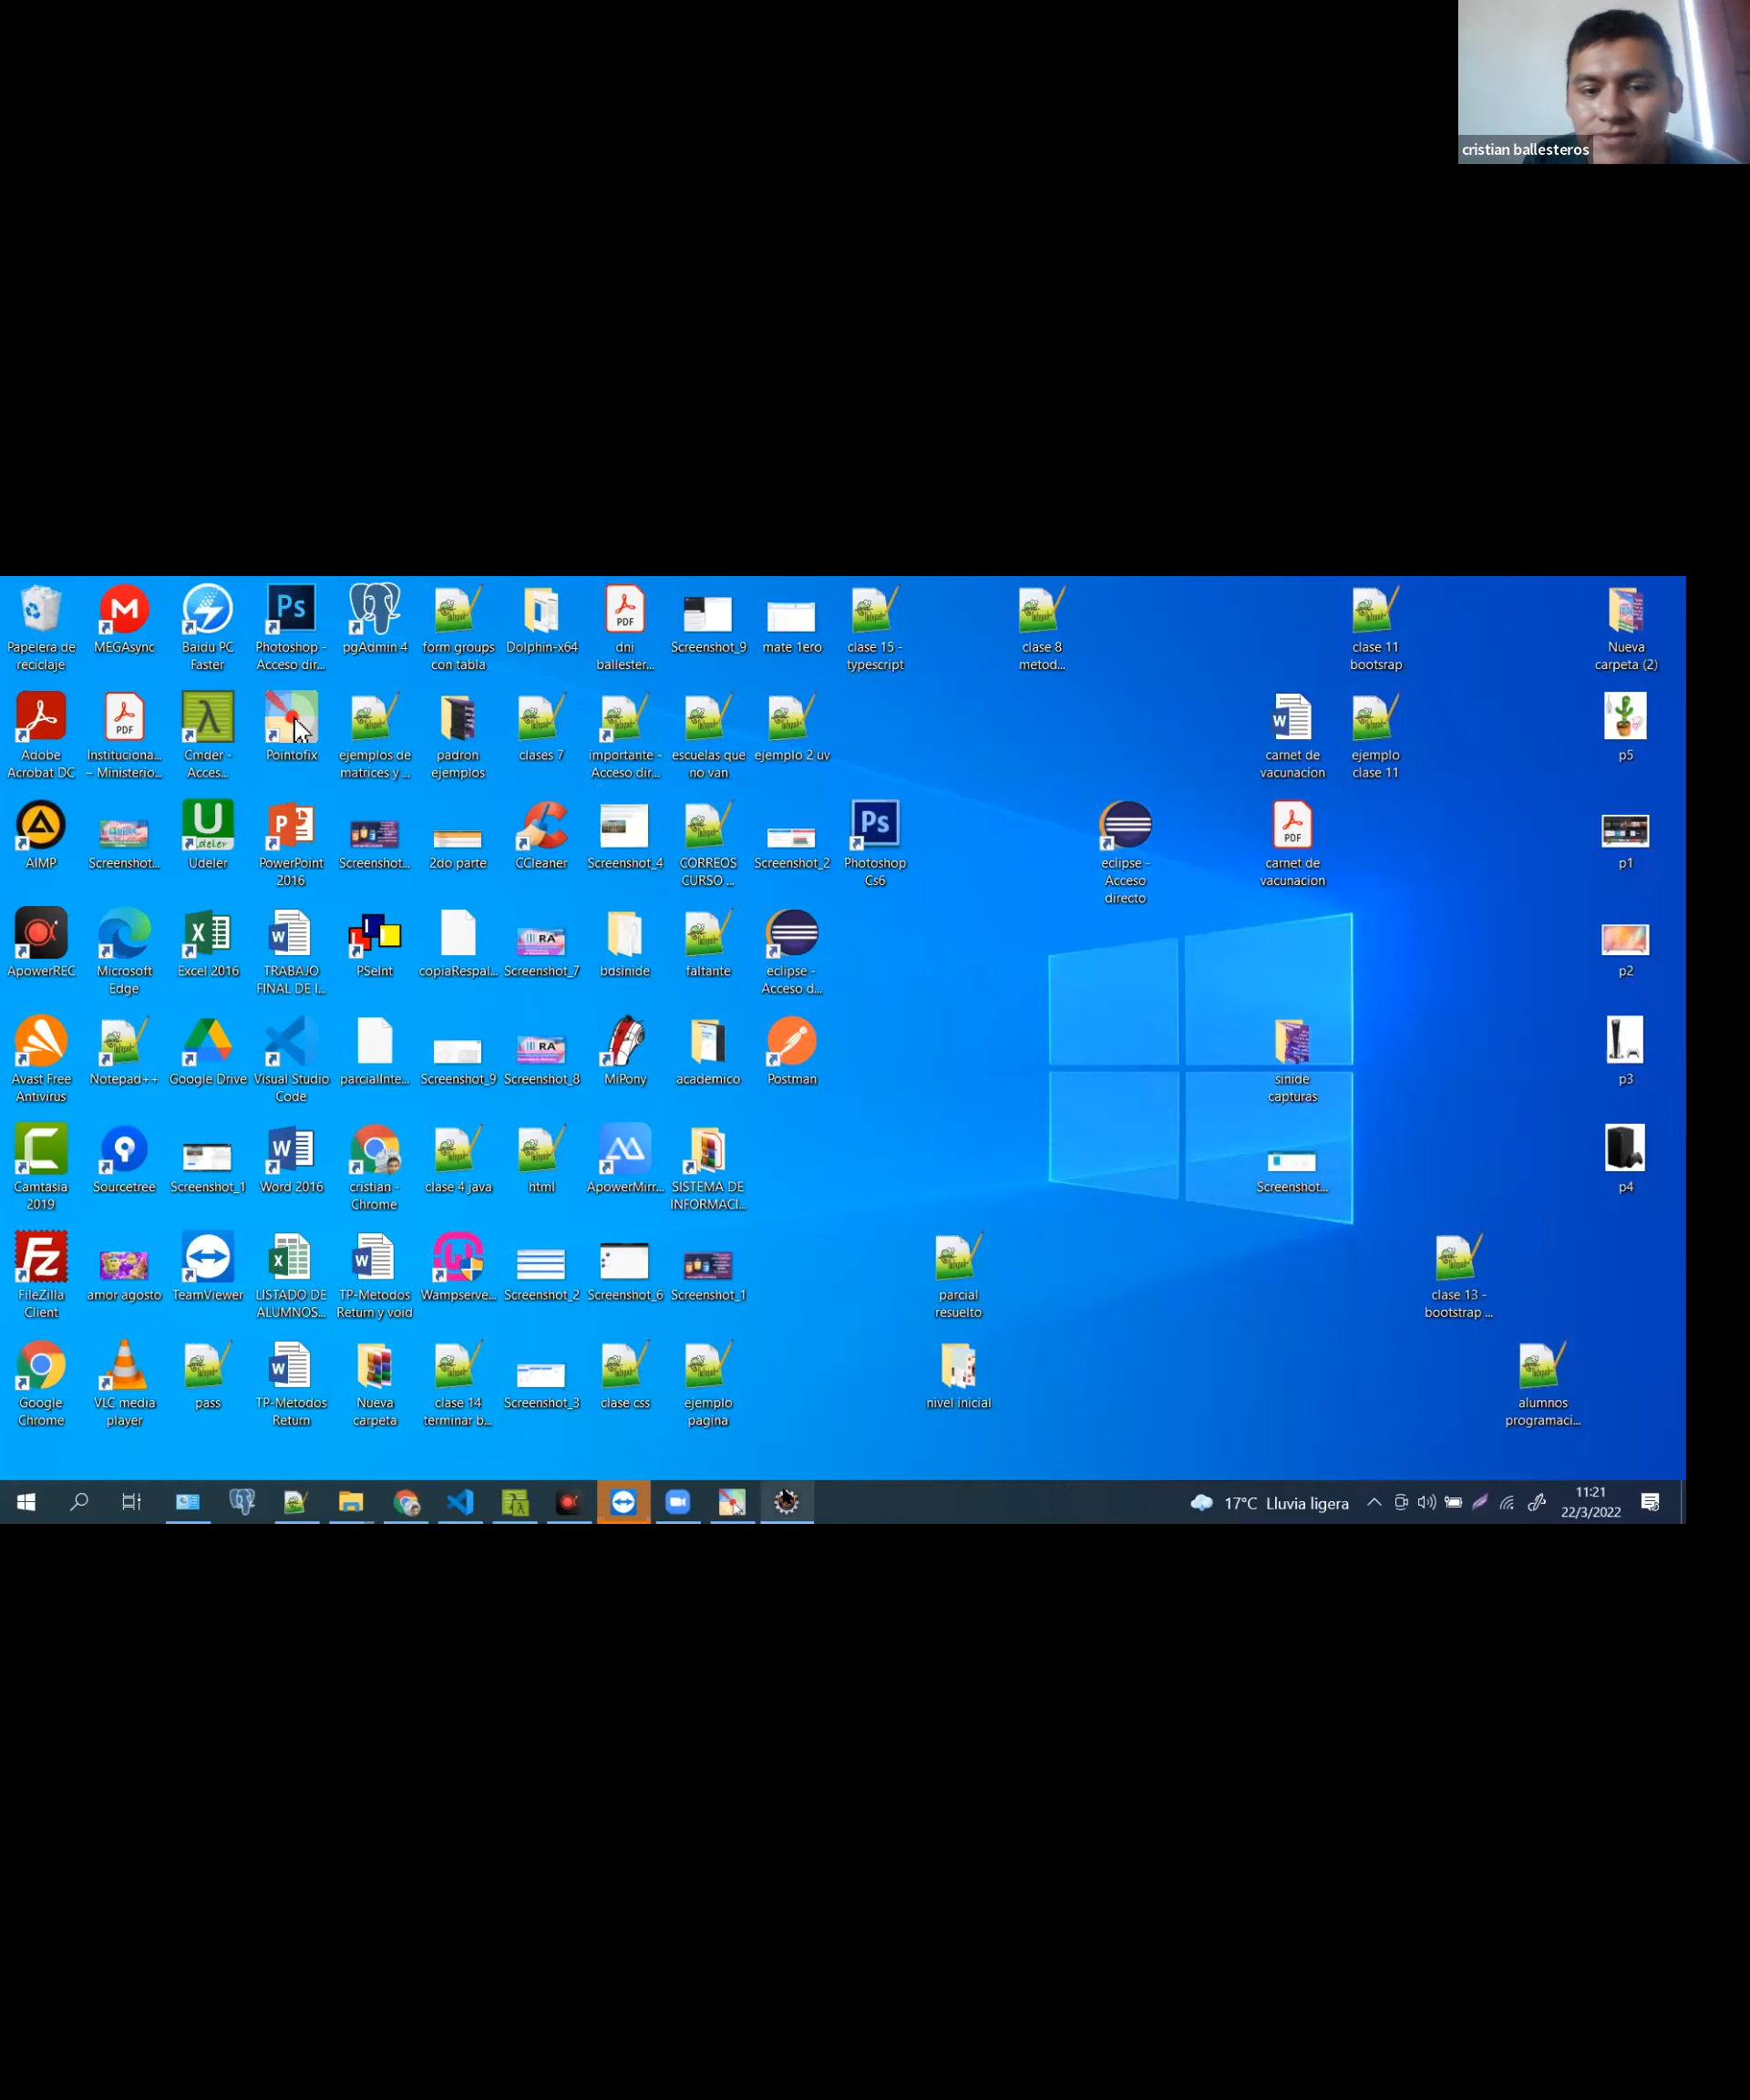 cristian ballesteros
Papelera de
reciclaje
MEGAsync
Baidu PC
Faster
Photoshop -
Acceso dir...
pgAdmin 4
form groups
con tabla
Dolphin-x64
dni
ballester...
Screenshot_9
mate 1ero
clase 15 -
typescript
clase 8
metod...
clase 11
bootsrap
Nueva
carpeta (2)
Adobe
Acrobat DC
Instituciona...
– Ministerio...
Cmder -
Acces...
Pointofix
ejemplos de
matrices y ...
padron
ejemplos
clases 7
importante -
Acceso dir...
escuelas que
no van
ejemplo 2 uv
carnet de
vacunacion
ejemplo
clase 11
p5
AIMP
Screenshot...
Udeler
PowerPoint
2016
Screenshot...
2do parte
CCleaner
Screenshot_4
CORREOS
CURSO ...
Screenshot_2
Photoshop
Cs6
eclipse -
Acceso
directo
carnet de
vacunacion
p1
ApowerREC
Microsoft
Edge
Excel 2016
TRABAJO
FINAL DE I...
PSeInt
copiaRespal...
Screenshot_7
bdsinide
faltante
eclipse -
Acceso d...
p2
Avast Free
Antivirus
Notepad++
Google Drive
Visual Studio
Code
parcialInte...
Screenshot_9
Screenshot_8
MiPony
academico
Postman
sinide
capturas
p3
Camtasia
2019
Sourcetree
Screenshot_1
Word 2016
cristian -
Chrome
clase 4 java
html
ApowerMirr...
SISTEMA DE
INFORMACI...
Screenshot...
p4
FileZilla
Client
amor agosto
TeamViewer
LISTADO DE
ALUMNOS...
TP-Metodos
Return y void
Wampserve...
Screenshot_2
Screenshot_6
Screenshot_1
parcial
resuelto
clase 13 -
bootstrap ...
Google
Chrome
VLC media
player
pass
TP-Metodos
Return
Nueva
carpeta
clase 14
terminar b...
Screenshot_3
clase css
ejemplo
pagina
nivel inicial
alumnos
programaci...
17°C Lluvia ligera
11:21
22/3/2022